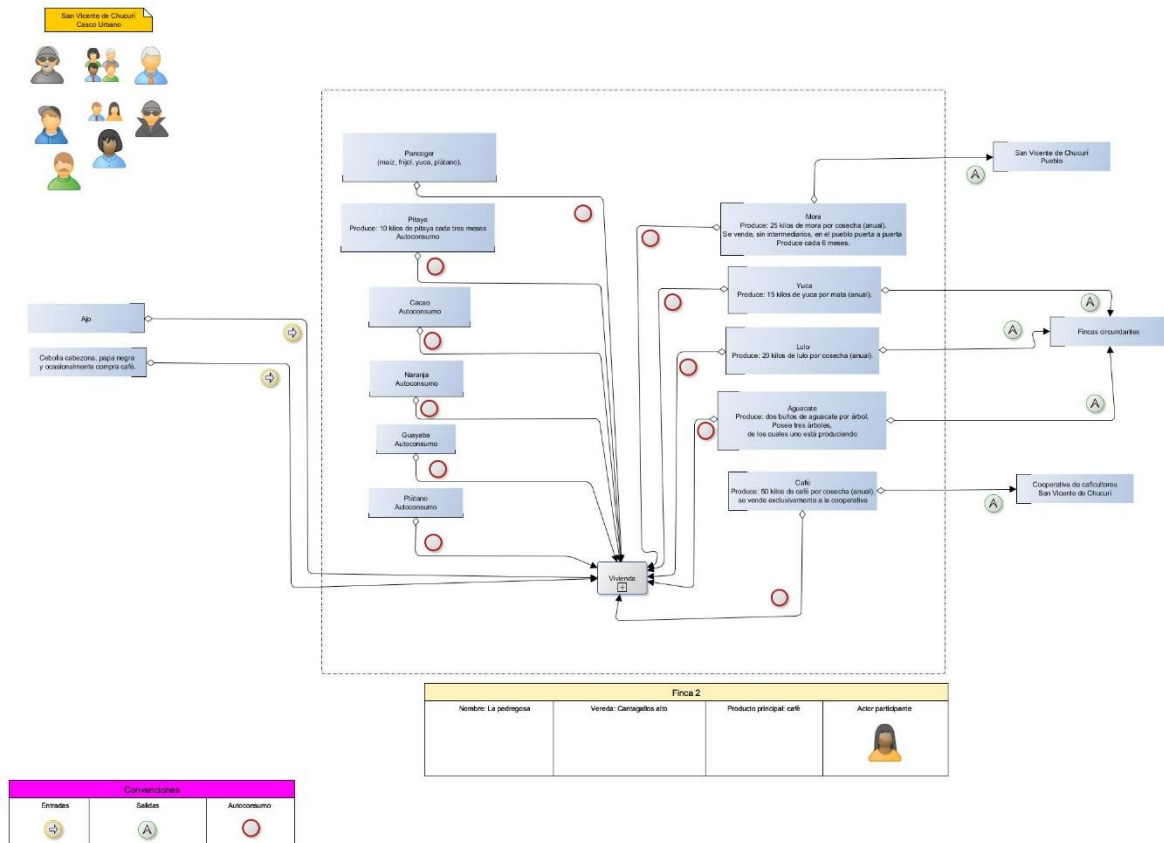 San Vicente de Chucurí
Casco Urbano
Pancoger
(maíz, frijol, yuca, plátano).
Pitaya
Produce: 10 kilos de pitaya cada tres meses
Autoconsumo
Cacao
Autoconsumo
Naranja
Autoconsumo
Guayaba
Autoconsumo
Plátano
Autoconsumo
Ajo
Cebolla cabezona, papa negra
y ocasionalmente compra café.
Vivienda
Mora
Produce: 25 kilos de mora por cosecha (anual).
Se vende, sin intermediarios, en el pueblo puerta a puerta
Produce cada 6 meses.
Yuca
Produce: 15 kilos de yuca por mata (anual).
Lulo
Produce: 20 kilos de lulo por cosecha (anual).
Aguacate
Produce: dos bultos de aguacate por árbol.
Posee tres árboles,
de los cuales uno está produciendo
Café
Produce: 50 kilos de café por cosecha (anual).
se vende exclusivamente a la cooperativa
San Vicente de Chucurí
Pueblo
Fincas circundantes
Cooperativa de caficultores
San Vicente de Chucurí
Finca 2
Nombre: La pedregosa
Vereda: Cantagallos alto
Producto principal: café
Actor participante
Convenciones
Entradas
Salidas
Autoconsumo